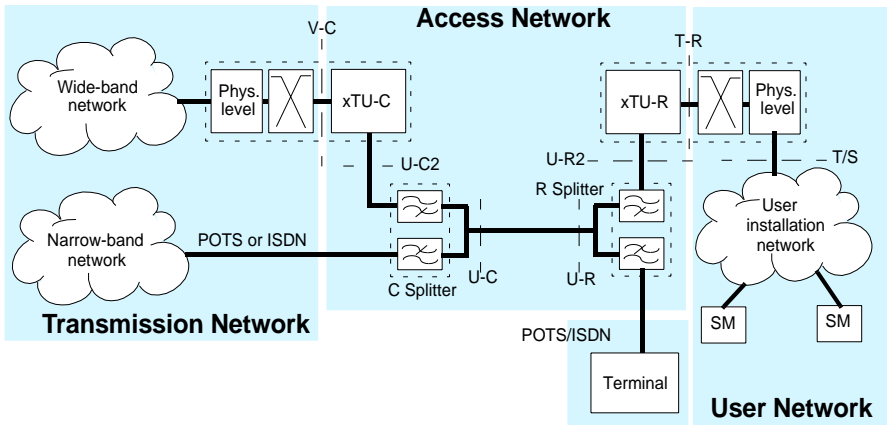 Access Network
V-C
T-R
Wide-band
network
Phys.
level
xTU-C
xTU-R
Phys.
level
U-C2
U-R2
T/S
R Splitter
User
installation
network
Narrow-band
network
POTS or ISDN
U-C
U-R
C Splitter
SM
SM
Transmission Network
POTS/ISDN
Terminal
User Network